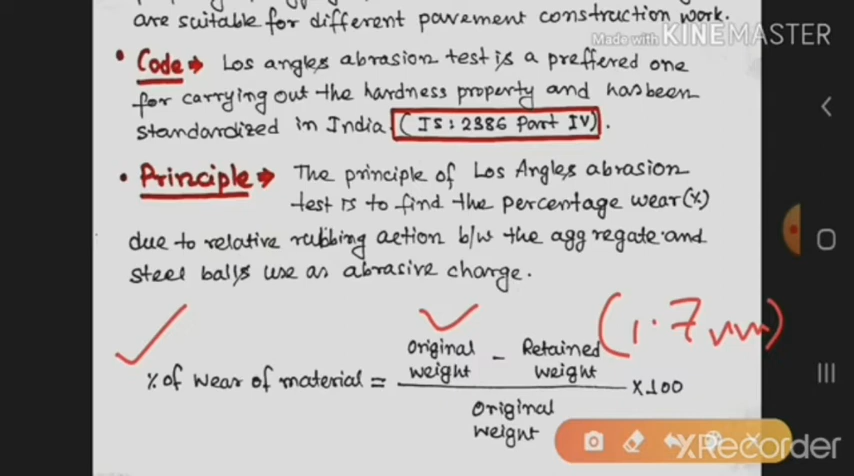 are suitable for different pavement construction work.
Made with KINEMASTER
• Code → Los angles abrasion test is a preffered one
for carrying out the hardness property and has been
standardized in India (IS: 2386 Part IV).
• Principle → The principle of Los Angles abrasion
test is to find the percentage wear (%)
due to relative rubbing action b/w the aggregate and
steel balls use as abrasive charge.
(1.7mm)
% of wear of material = Original weight - Retained weight / Original weight X100
XRecorder